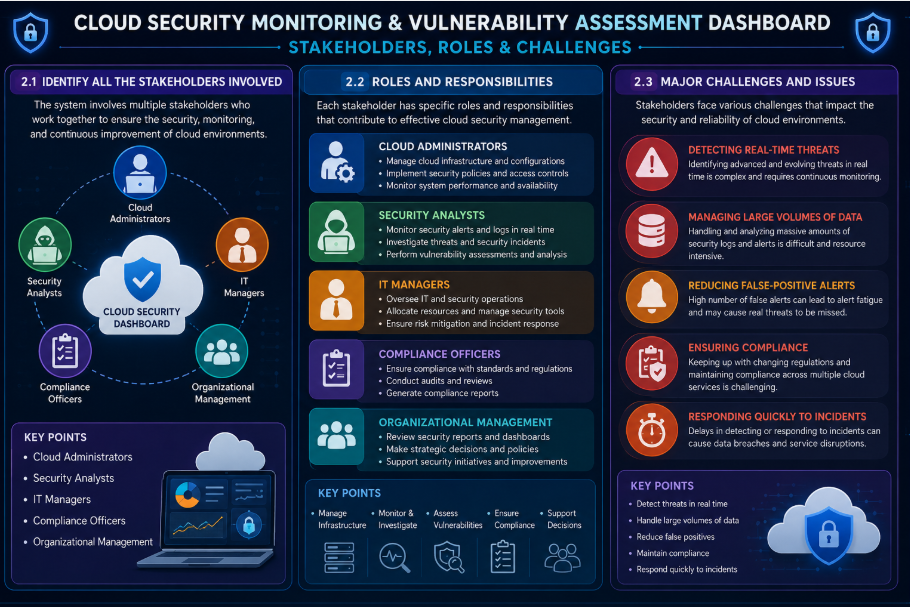 CLOUD SECURITY MONITORING & VULNERABILITY ASSESSMENT DASHBOARD
STAKEHOLDERS, ROLES & CHALLENGES
2.1 IDENTIFY ALL THE STAKEHOLDERS INVOLVED
The system involves multiple stakeholders who
work together to ensure the security, monitoring,
and continuous improvement of cloud environments.
Cloud
Administrators
Security
Analysts
IT
Managers
CLOUD SECURITY
DASHBOARD
Compliance
Officers
Organizational
Management
KEY POINTS
• Cloud Administrators
• Security Analysts
• IT Managers
• Compliance Officers
• Organizational Management
2.2 ROLES AND RESPONSIBILITIES
Each stakeholder has specific roles and responsibilities
that contribute to effective cloud security management.
CLOUD ADMINISTRATORS
• Manage cloud infrastructure and configurations
• Implement security policies and access controls
• Monitor system performance and availability
SECURITY ANALYSTS
• Monitor security alerts and logs in real time
• Investigate threats and security incidents
• Perform vulnerability assessments and analysis
IT MANAGERS
• Oversee IT and security operations
• Allocate resources and manage security tools
• Ensure risk mitigation and incident response
COMPLIANCE OFFICERS
• Ensure compliance with standards and regulations
• Conduct audits and reviews
• Generate compliance reports
ORGANIZATIONAL MANAGEMENT
• Review security reports and dashboards
• Make strategic decisions and policies
• Support security initiatives and improvements
KEY POINTS
• Manage
Infrastructure
• Monitor &
Investigate
• Assess
Vulnerabilities
• Ensure
Compliance
• Support
Decisions
2.3 MAJOR CHALLENGES AND ISSUES
Stakeholders face various challenges that impact the
security and reliability of cloud environments.
DETECTING REAL-TIME THREATS
Identifying advanced and evolving threats in real
time is complex and requires continuous monitoring.
MANAGING LARGE VOLUMES OF DATA
Handling and analyzing massive amounts of
security logs and alerts is difficult and resource
intensive.
REDUCING FALSE-POSITIVE ALERTS
High number of false alerts can lead to alert fatigue
and may cause real threats to be missed.
ENSURING COMPLIANCE
Keeping up with changing regulations and
maintaining compliance across multiple cloud
services is challenging.
RESPONDING QUICKLY TO INCIDENTS
Delays in detecting or responding to incidents can
cause data breaches and service disruptions.
KEY POINTS
• Detect threats in real time
• Handle large volumes of data
• Reduce false positives
• Maintain compliance
• Respond quickly to incidents